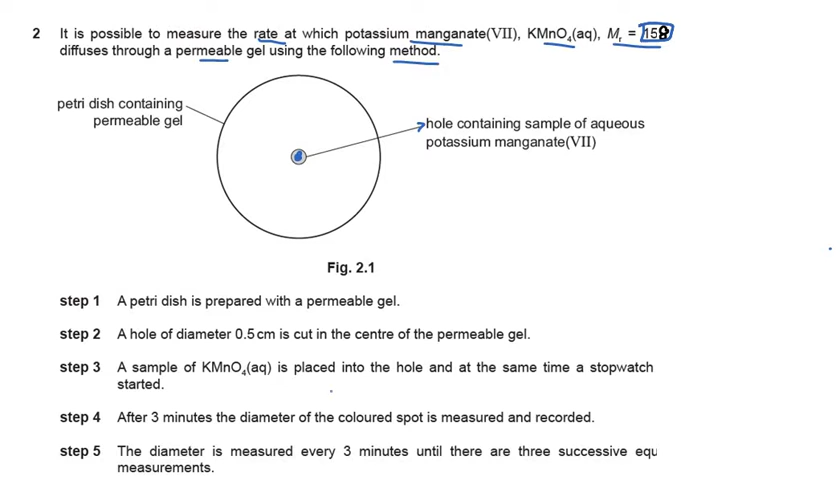 2 It is possible to measure the rate at which potassium manganate(VII), KMnO₄(aq), Mᵣ = 158
diffuses through a permeable gel using the following method.
petri dish containing
permeable gel
hole containing sample of aqueous
potassium manganate(VII)
Fig. 2.1
step 1 A petri dish is prepared with a permeable gel.
step 2 A hole of diameter 0.5 cm is cut in the centre of the permeable gel.
step 3 A sample of KMnO₄(aq) is placed into the hole and at the same time a stopwatch
started.
step 4 After 3 minutes the diameter of the coloured spot is measured and recorded.
step 5 The diameter is measured every 3 minutes until there are three successive equ
measurements.